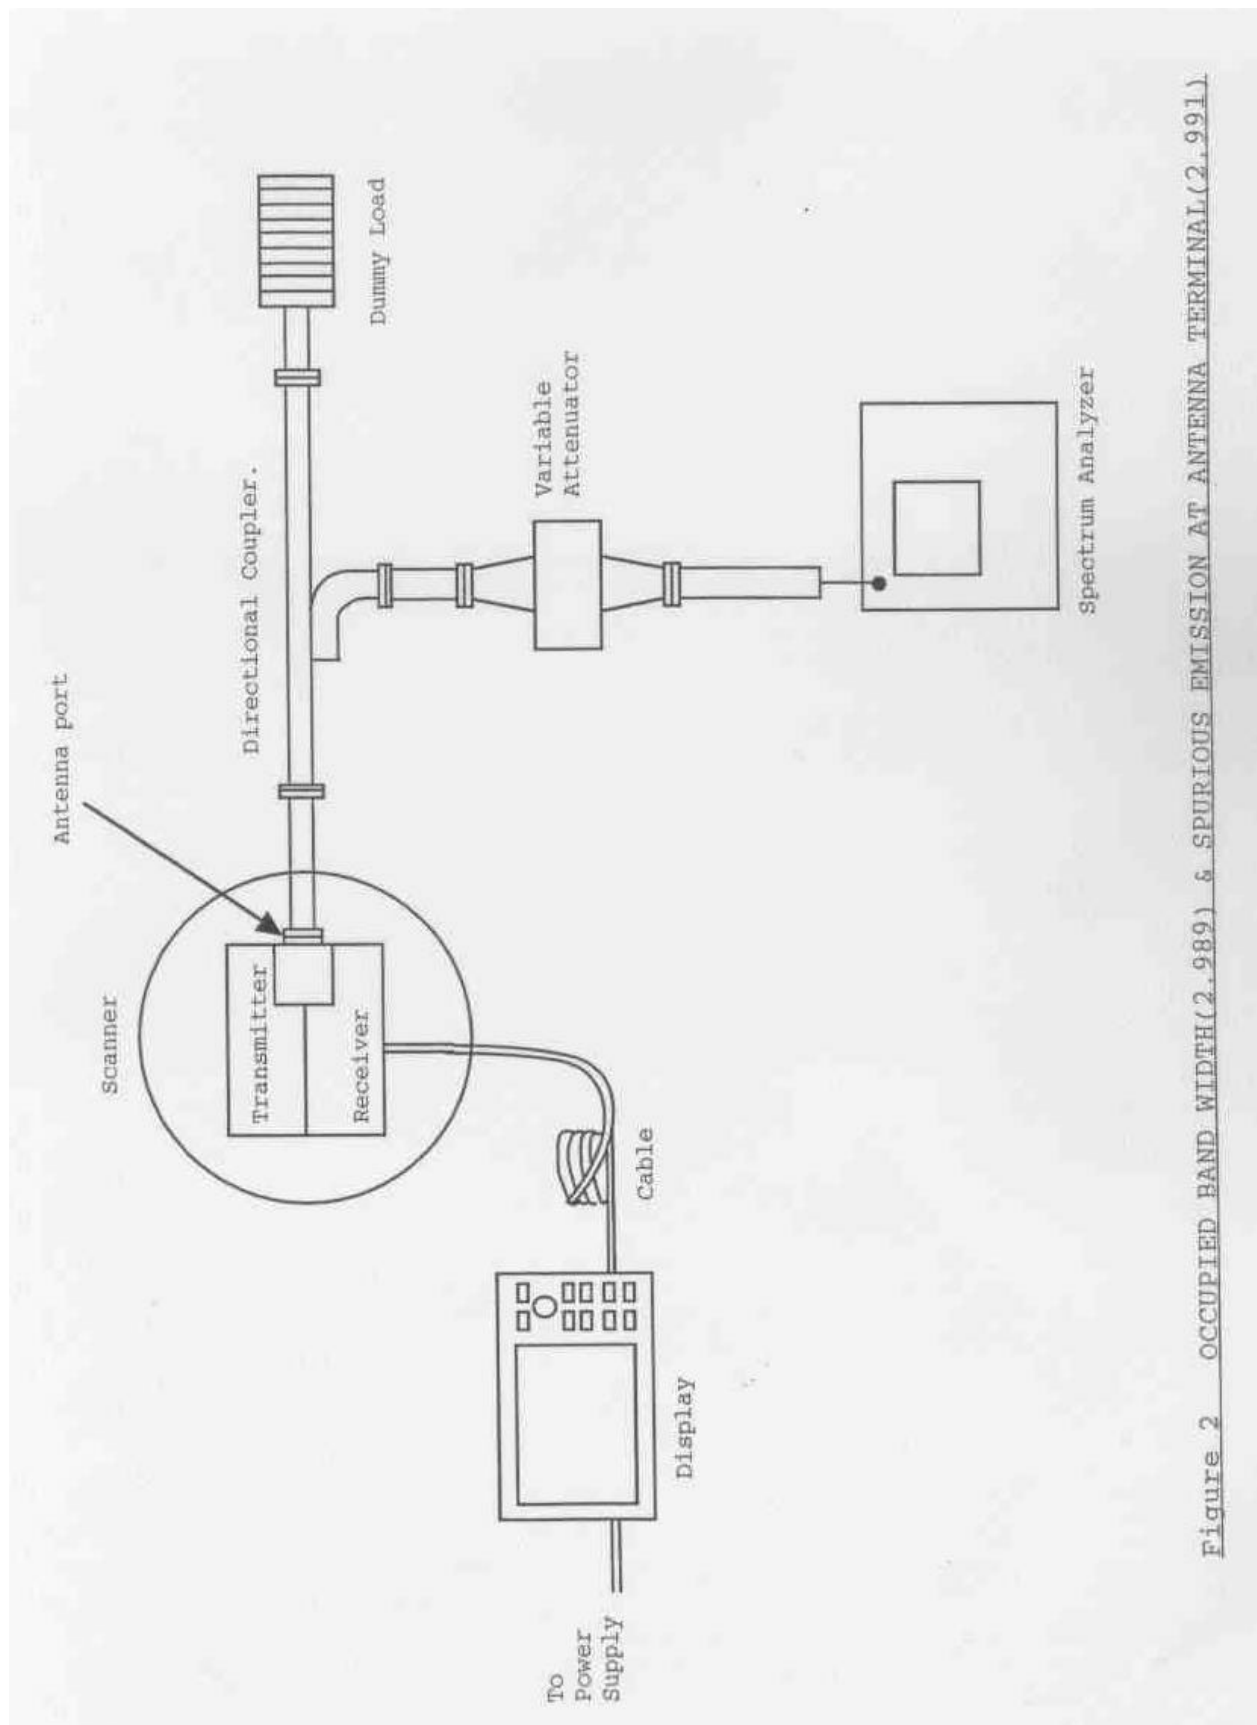 Antenna port
Scanner
Directional Coupler.
Transmitter
Receiver
Dummy Load
Variable
Attenuator
Cable
To
Power
Supply
Display
Spectrum Analyzer
Figure 2 OCCUPIED BAND WIDTH(2.989) & SPURIOUS EMISSION AT ANTENNA TERMINAL(2.991)